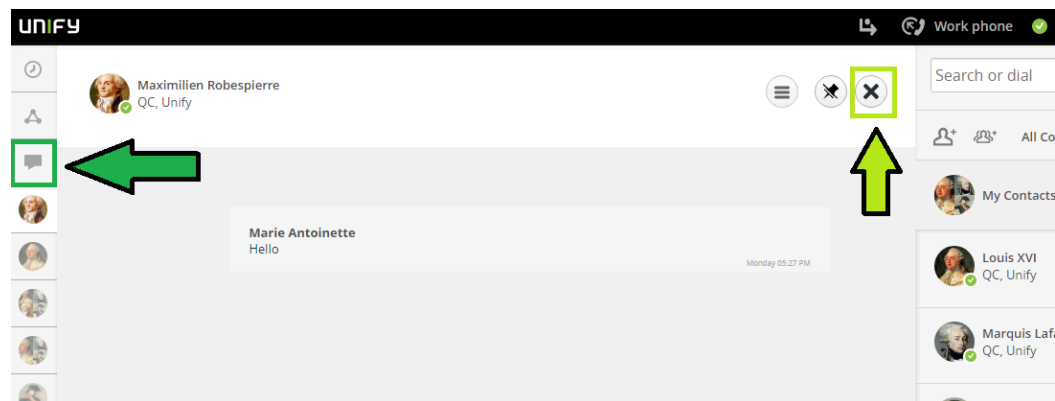 UNIFY
Work phone
Maximilien Robespierre
QC, Unify
Search or dial
All Co
My Contacts
Marie Antoinette
Hello
Monday 05:27 PM
Louis XVI
QC, Unify
Marquis Lafa
QC, Unify